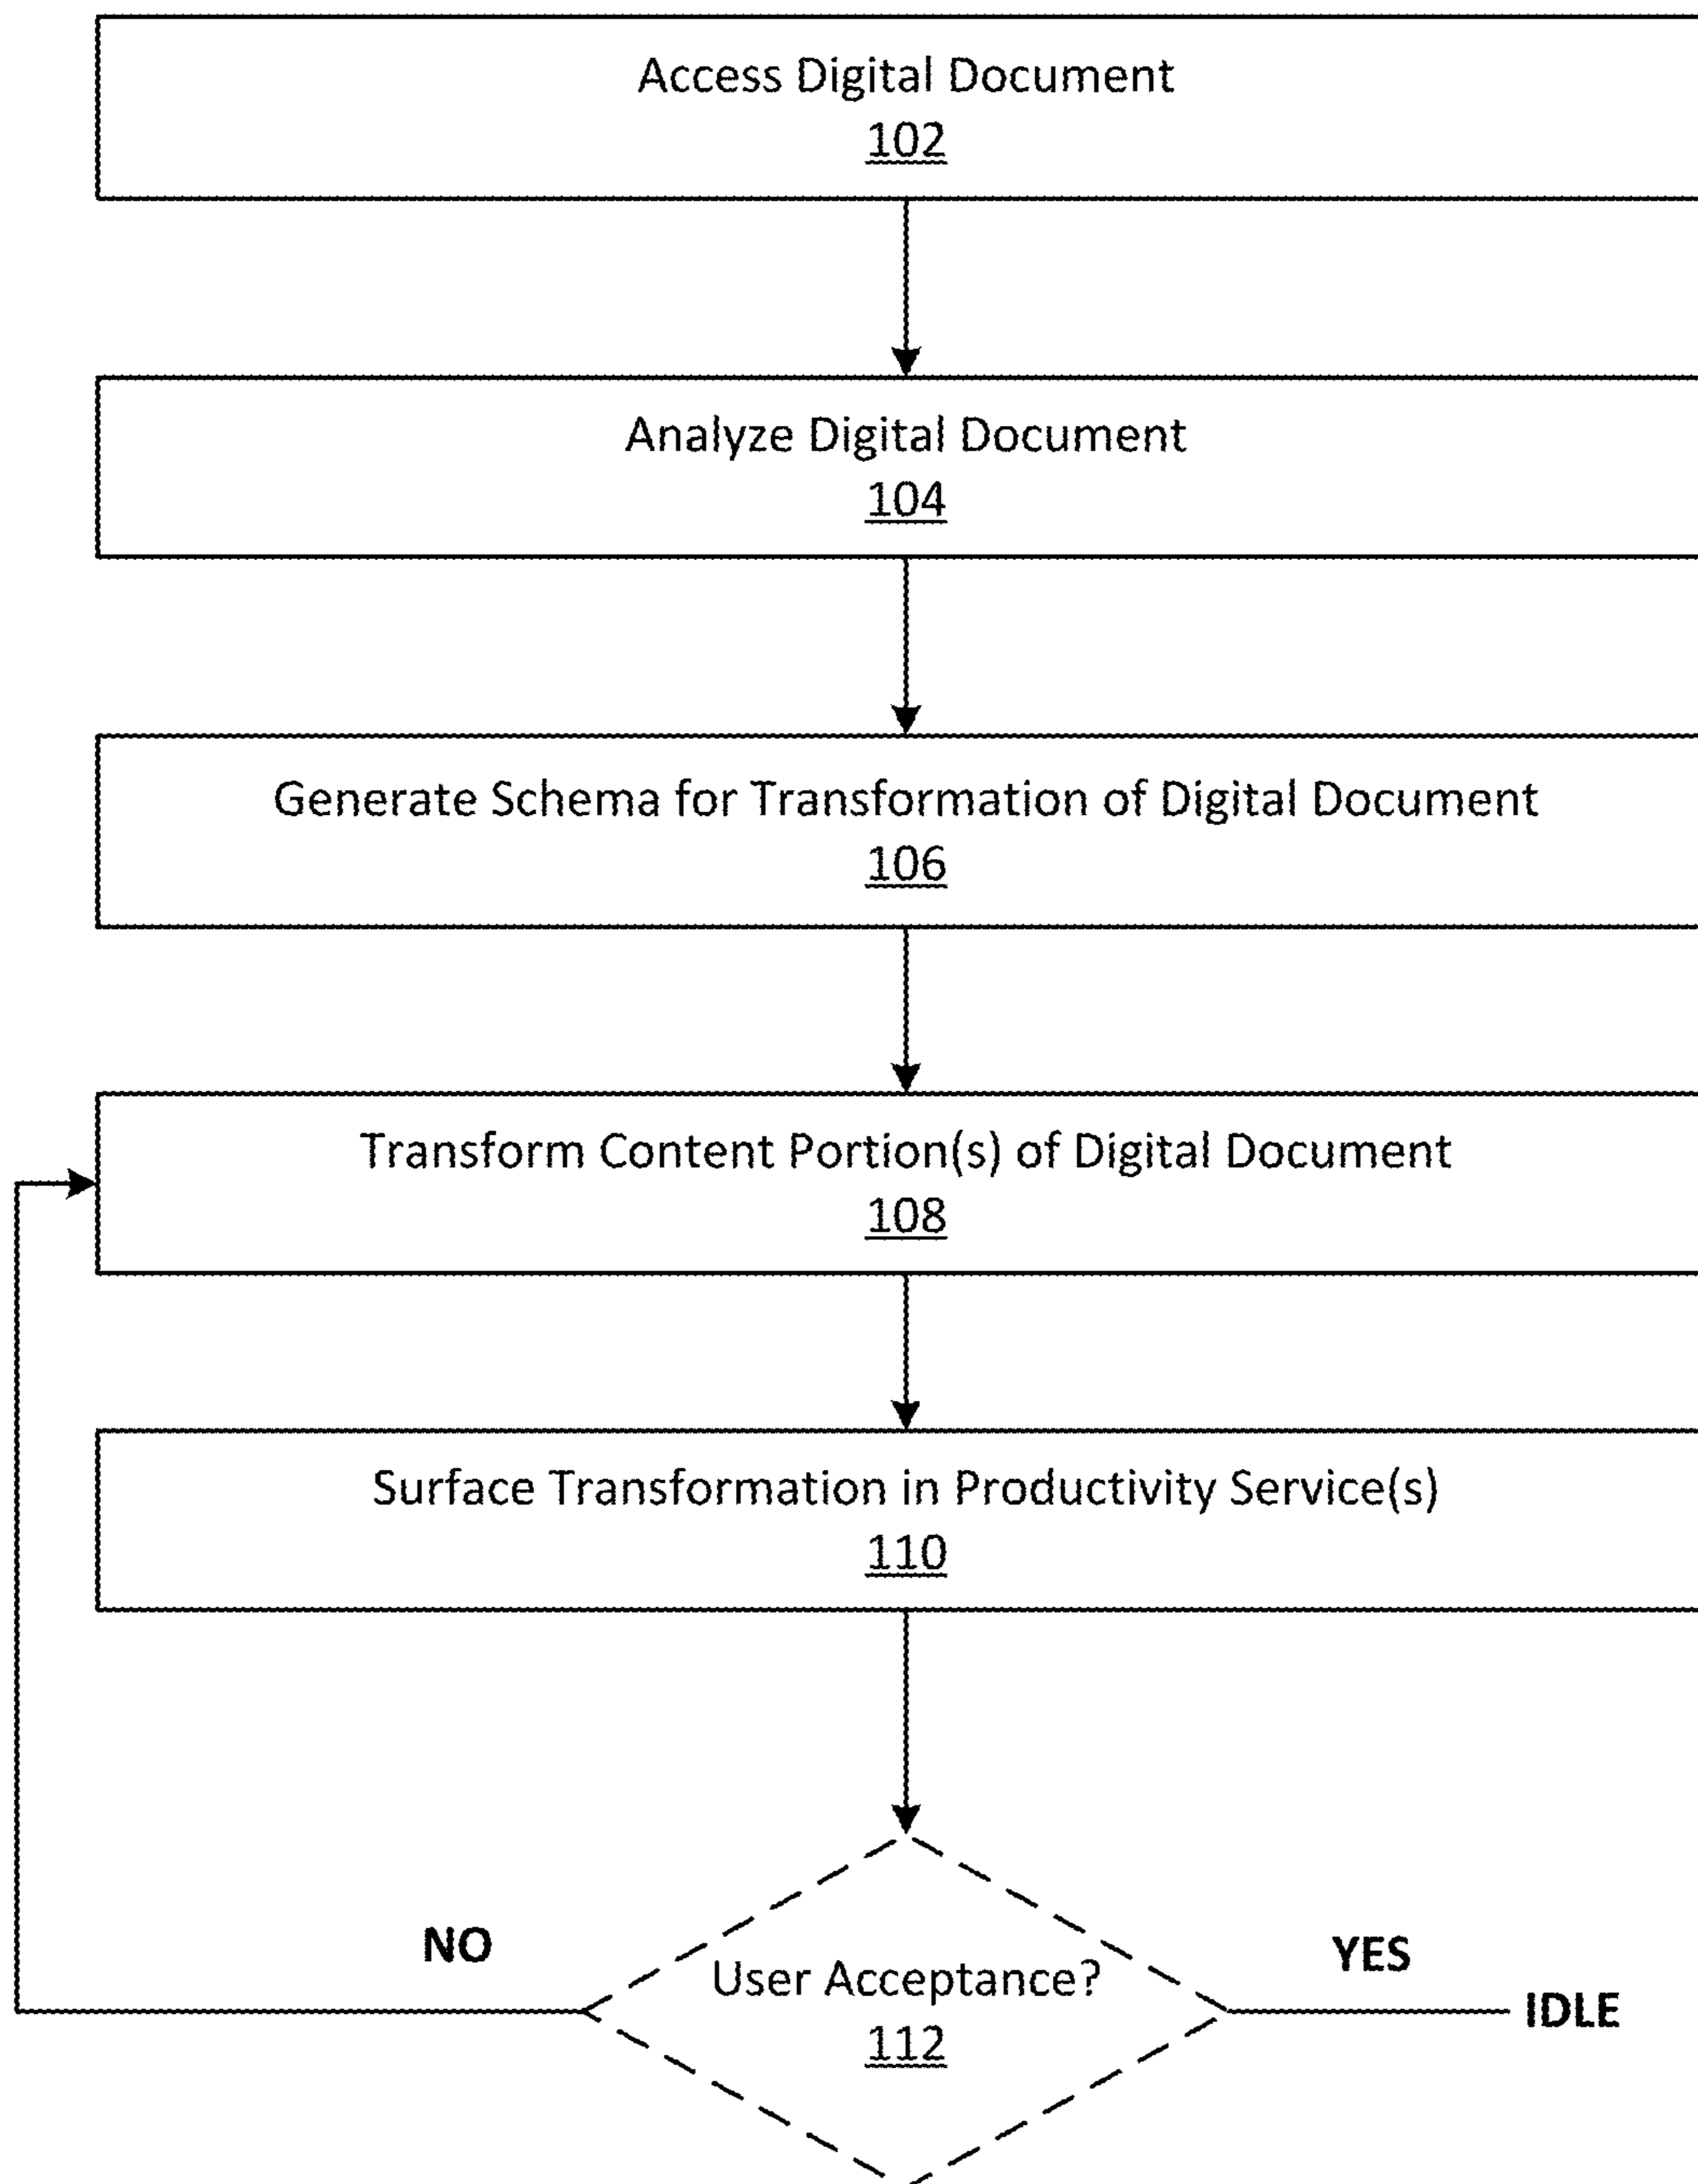 Access Digital Document
102
Analyze Digital Document
104
Generate Schema for Transformation of Digital Document
106
Transform Content Portion(s) of Digital Document
108
Surface Transformation in Productivity Service(s)
110
NO
YES
User Acceptance?
IDLE
112